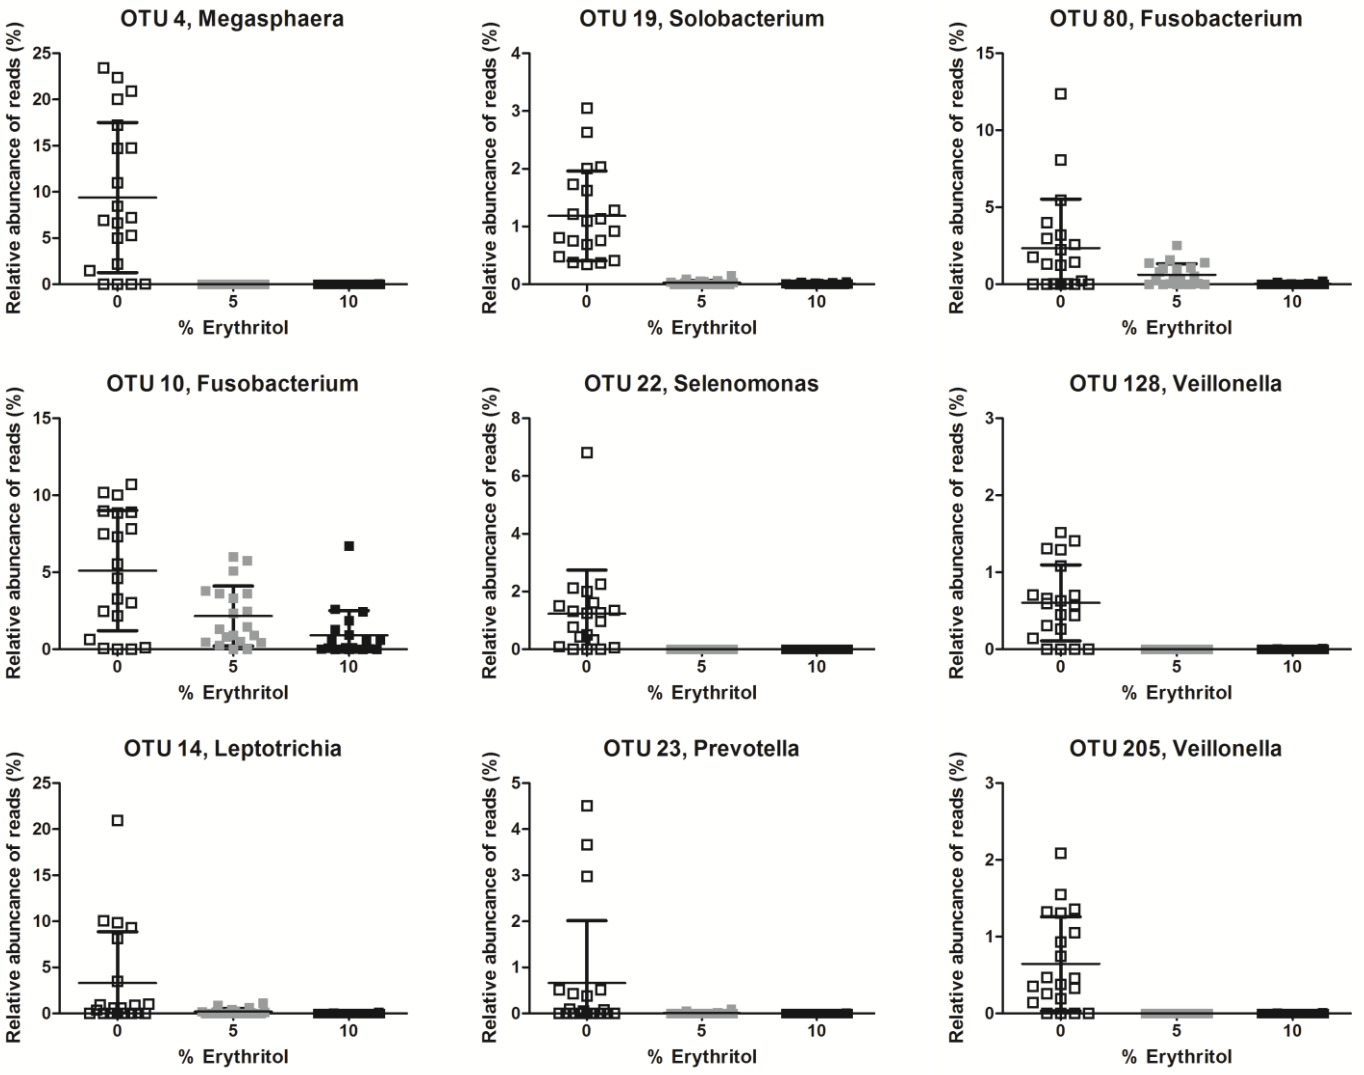 OTU 4, Megasphaera
Relative abuncance of reads (%)
25
20
15
10
5
0
0 5 10
% Erythritol
OTU 19, Solobacterium
Relative abuncance of reads (%)
4
3
2
1
0
0 5 10
% Erythritol
OTU 80, Fusobacterium
Relative abuncance of reads (%)
15
10
5
0
0 5 10
% Erythritol
OTU 10, Fusobacterium
Relative abuncance of reads (%)
15
10
5
0
0 5 10
% Erythritol
OTU 22, Selenomonas
Relative abuncance of reads (%)
8
6
4
2
0
0 5 10
% Erythritol
OTU 128, Veillonella
Relative abuncance of reads (%)
3
2
1
0
0 5 10
% Erythritol
OTU 14, Leptotrichia
Relative abuncance of reads (%)
25
20
15
10
5
0
0 5 10
% Erythritol
OTU 23, Prevotella
Relative abuncance of reads (%)
5
4
3
2
1
0
0 5 10
% Erythritol
OTU 205, Veillonella
Relative abuncance of reads (%)
3
2
1
0
0 5 10
% Erythritol